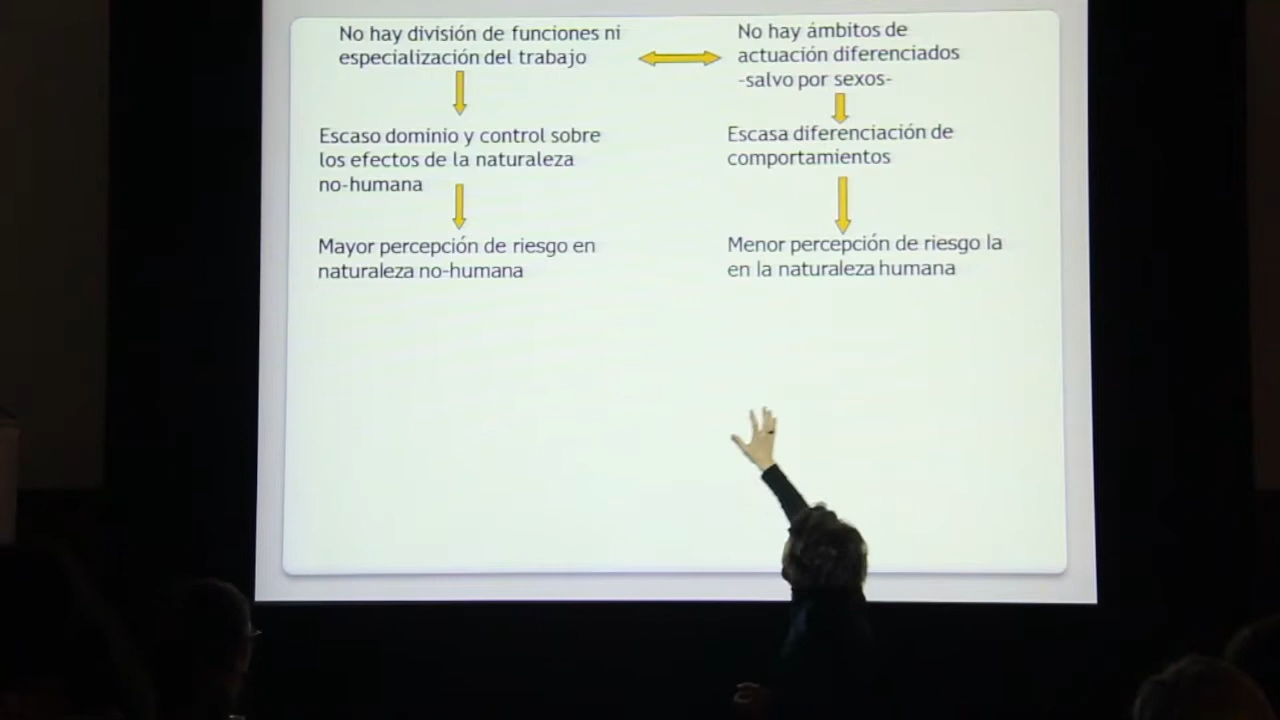 No hay división de funciones ni
especialización del trabajo
No hay ámbitos de
actuación diferenciados
-salvo por sexos-
Escaso dominio y control sobre
los efectos de la naturaleza
no-humana
Escasa diferenciación de
comportamientos
Mayor percepción de riesgo en
naturaleza no-humana
Menor percepción de riesgo la
en la naturaleza humana